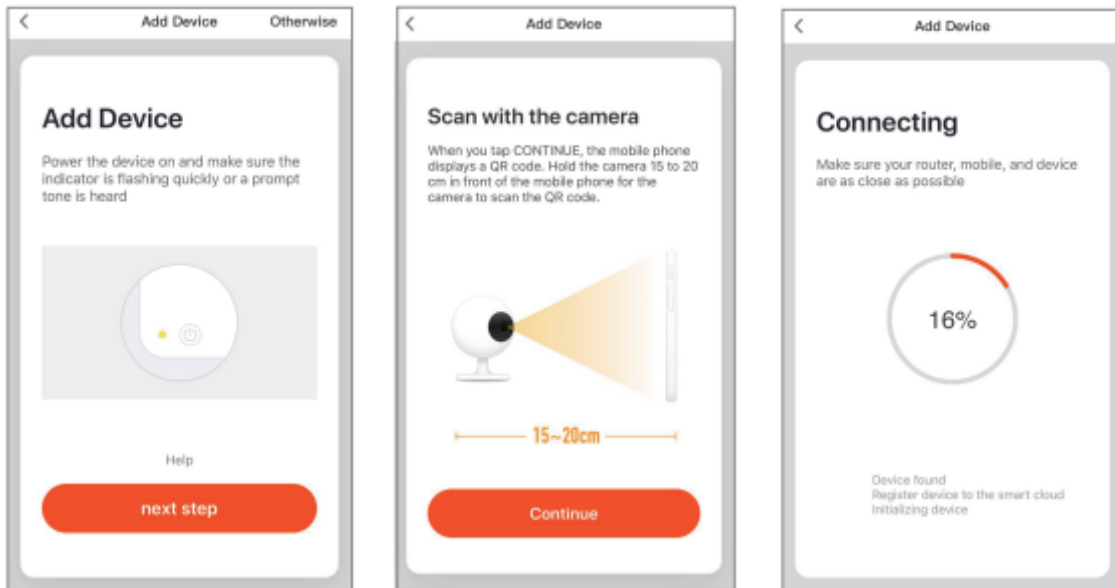 Add Device
Otherwise
Add Device
Power the device on and make sure the
indicator is flashing quickly or a prompt
tone is heard
Help
next step
Add Device
Scan with the camera
When you tap CONTINUE, the mobile phone
displays a QR code. Hold the camera 15 to 20
cm in front of the mobile phone for the
camera to scan the QR code.
15~20cm
Continue
Add Device
Connecting
Make sure your router, mobile, and device
are as close as possible
16%
Device found
Register device to the smart cloud
Initializing device